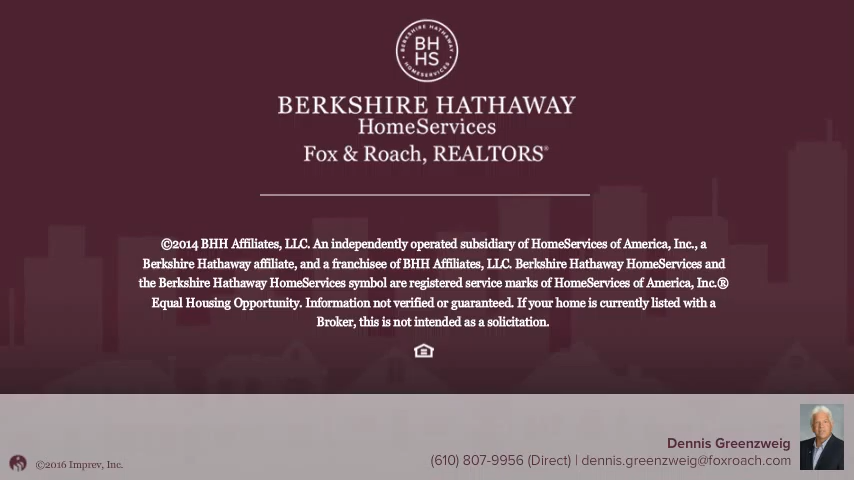 BERKSHIRE HATHAWAY
HOMESERVICES
BH
HS
BERKSHIRE HATHAWAY
HomeServices
Fox & Roach, REALTORS®
©2014 BHH Affiliates, LLC. An independently operated subsidiary of HomeServices of America, Inc., a
Berkshire Hathaway affiliate, and a franchisee of BHH Affiliates, LLC. Berkshire Hathaway HomeServices and
the Berkshire Hathaway HomeServices symbol are registered service marks of HomeServices of America, Inc.®
Equal Housing Opportunity. Information not verified or guaranteed. If your home is currently listed with a
Broker, this is not intended as a solicitation.
Dennis Greenzweig
(610) 807-9956 (Direct) | dennis.greenzweig@foxroach.com
©2016 Imprev, Inc.